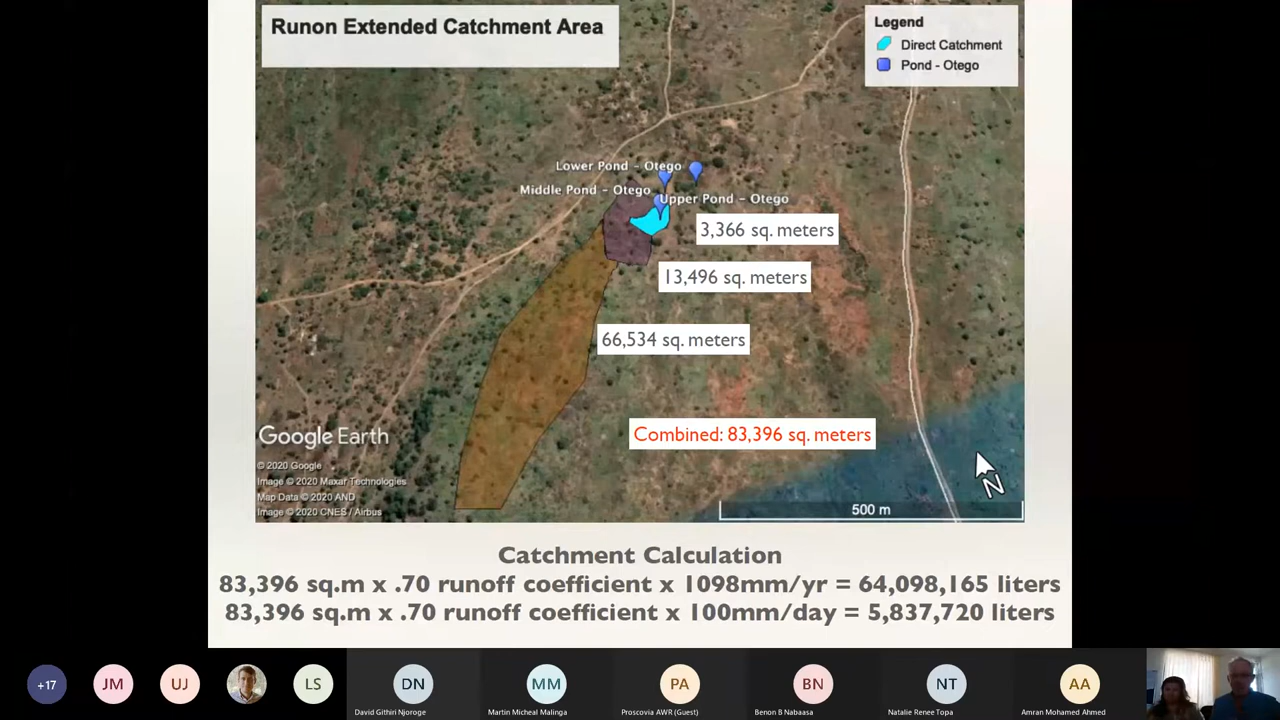 Runon Extended Catchment Area
Legend
Direct Catchment
Pond - Otego
Lower Pond - Otego
Middle Pond - Otego
Upper Pond - Otego
3,366 sq. meters
13,496 sq. meters
66,534 sq. meters
Combined: 83,396 sq. meters
Google Earth
© 2020 Google
Image © 2020 Maxar Technologies
Map Data © 2020 AND
Image © 2020 CNES / Airbus
N
500 m
Catchment Calculation
83,396 sq.m x .70 runoff coefficient x 1098mm/yr = 64,098,165 liters
83,396 sq.m x .70 runoff coefficient x 100mm/day = 5,837,720 liters
+17
JM
UJ
LS
DN
MM
PA
BN
NT
AA
David Githiri Njoroge
Martin Micheal Malinga
Proscovia AWR (Guest)
Benon B Nabaasa
Natalie Renee Topa
Amran Mohamed Ahmed